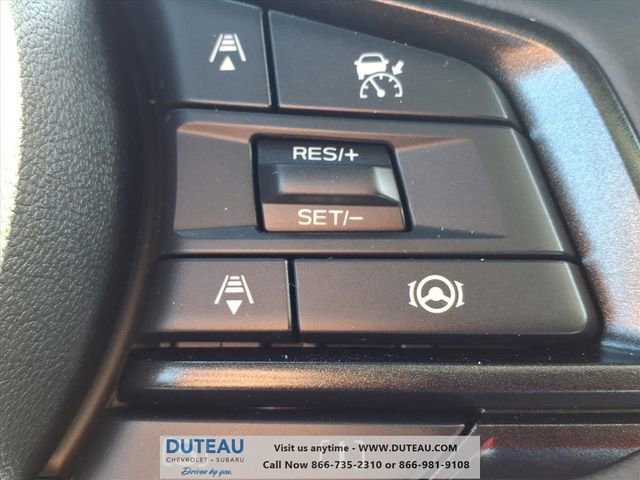 RES/+
SET/−
DUTEAU
CHEVROLET • SUBARU
Driven by you.
Visit us anytime - WWW.DUTEAU.COM
Call Now 866-735-2310 or 866-981-9108